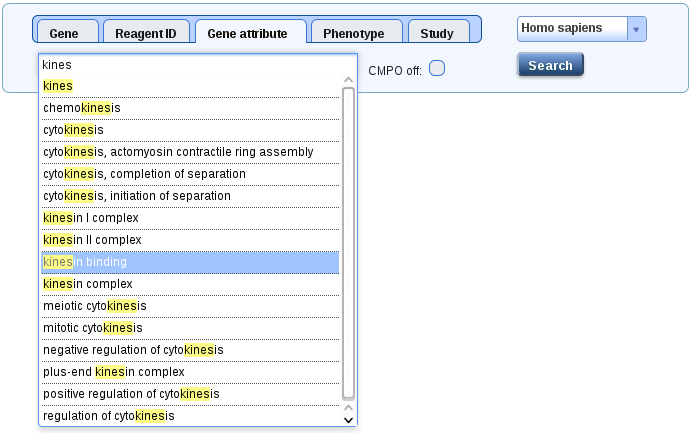 Gene Reagent ID Gene attribute Phenotype Study Homo sapiens
kines
CMPO off: Search
kines
chemokinesis
cytokinesis
cytokinesis, actomyosin contractile ring assembly
cytokinesis, completion of separation
cytokinesis, initiation of separation
kinesin I complex
kinesin II complex
kinesin binding
kinesin complex
meiotic cytokinesis
mitotic cytokinesis
negative regulation of cytokinesis
plus-end kinesin complex
positive regulation of cytokinesis
regulation of cytokinesis